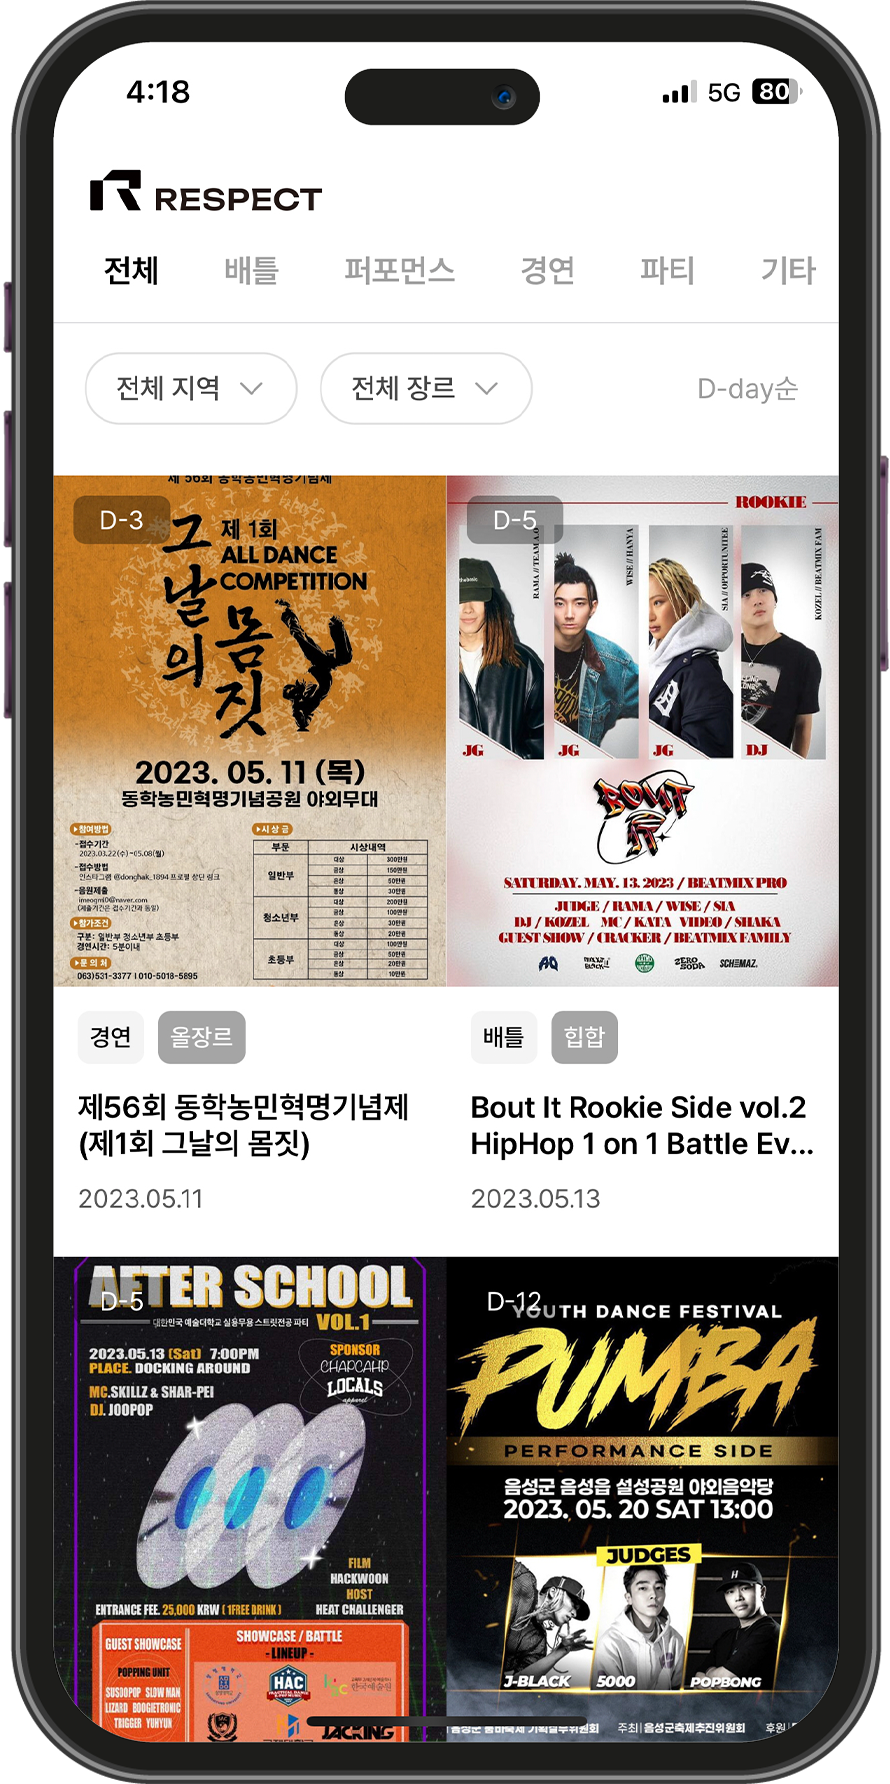 4:18
5G
80
RESPECT
전체 배틀 퍼포먼스 경연 파티 기타
전체 지역
전체 장르
D-day순
제 56회 동학농민혁명기념제
D-3
그날의 몸짓
제 1회
ALL DANCE
COMPETITION
2023. 05. 11 (목)
동학농민혁명기념공원 야외무대
참여방법
-접수기간
2023.03.22(수)~05.08(월)
-접수방법
인스타그램 @donghak_1894 프로필 상단 링크
-음원제출
(제출기간은 접수기간과 동일)
참가조건
구분: 일반부 청소년부 초등부
경연시간: 5분이내
문의처
063)531-3377 I 010-5018-5895
시상금
부문 시상내역
일반부
대상 300만원
금상 150만원
은상 50만원
동상 30만원
청소년부
대상 200만원
금상 100만원
은상 30만원
동상 20만원
초등부
대상 100만원
금상 50만원
은상 20만원
동상 10만원
D-5
ROOKIE
RAMA // TEAM A.O
WISE // HANYA
SIA // OPPORTUNITEE
KOZEL // BEATMIX FAM
JG
JG
JG
DJ
BOUT
IT
SATURDAY. MAY. 13. 2023 / BEATMIX PRO
JUDGE / RAMA / WISE / SIA
DJ / KOZEL MC / KATA VIDEO / SHAKA
GUEST SHOW / CRACKER / BEATMIX FAMILY
ZERO
SODA
SCHEMAZ.
경연 올장르
제56회 동학농민혁명기념제
(제1회 그날의 몸짓)
2023.05.11
배틀 힙합
Bout It Rookie Side vol.2
HipHop 1 on 1 Battle Ev...
2023.05.13
D-5
AFTER SCHOOL
대한민국 예술대학교 실용무용 스트릿전공 파티 VOL.1
2023.05.13 (Sat) 7:00PM
PLACE. DOCKING AROUND
MC.SKILLZ & SHAR-PEI
DJ. JOOPOP
SPONSOR
CHAPCAHP
LOCALS
apparel
FILM
HACKWOON
HOST
HEAT CHALLENGER
ENTRANCE FEE. 25,000 KRW ( 1FREE DRINK )
GUEST SHOWCASE
POPPING UNIT
SUSOOPOP SLOW MAN
LIZARD BOOGIETRONIC
TRIGGER YUHYUN
SHOWCASE / BATTLE
- LINEUP -
HAC
한국예술원
D-12
YOUTH DANCE FESTIVAL
PUMBA
PERFORMANCE SIDE
음성군 음성읍 설성공원 야외음악당
2023. 05. 20 SAT 13:00
JUDGES
J-BLACK
5000
POPBONG
주최 | 음성군축제추진위원회
후원